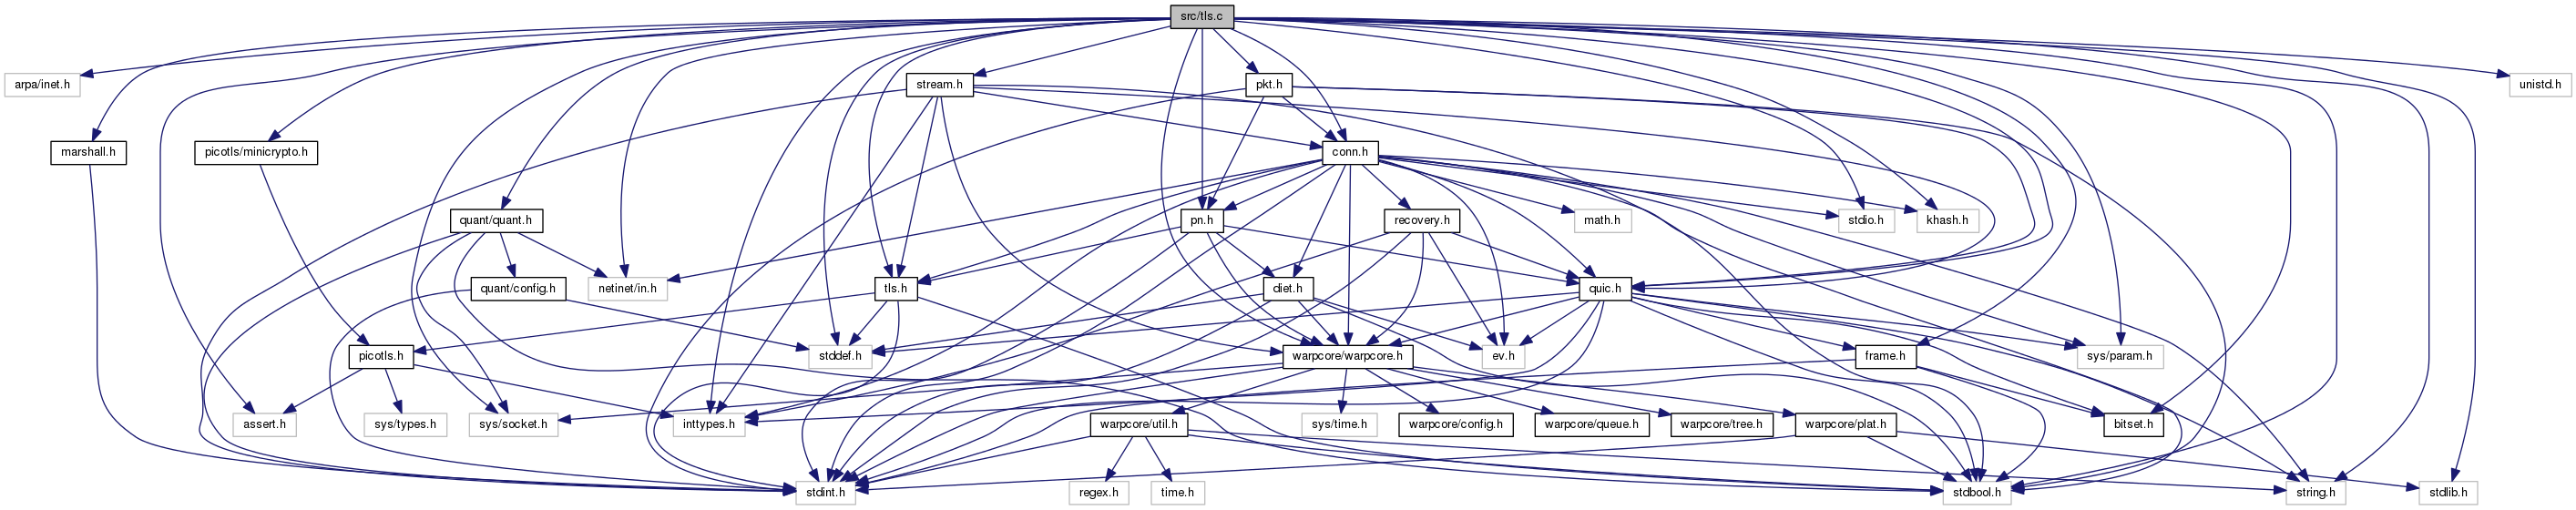 src/tls.c
arpa/inet.h
stream.h
pkt.h
unistd.h
marshall.h
picotls/minicrypto.h
conn.h
quant/quant.h
pn.h
recovery.h
math.h
stdio.h
khash.h
quant/config.h
netinet/in.h
tls.h
diet.h
quic.h
picotls.h
stddef.h
warpcore/warpcore.h
ev.h
frame.h
sys/param.h
assert.h
sys/types.h
sys/socket.h
inttypes.h
warpcore/util.h
sys/time.h
warpcore/config.h
warpcore/queue.h
warpcore/tree.h
warpcore/plat.h
bitset.h
stdint.h
regex.h
time.h
stdbool.h
string.h
stdlib.h